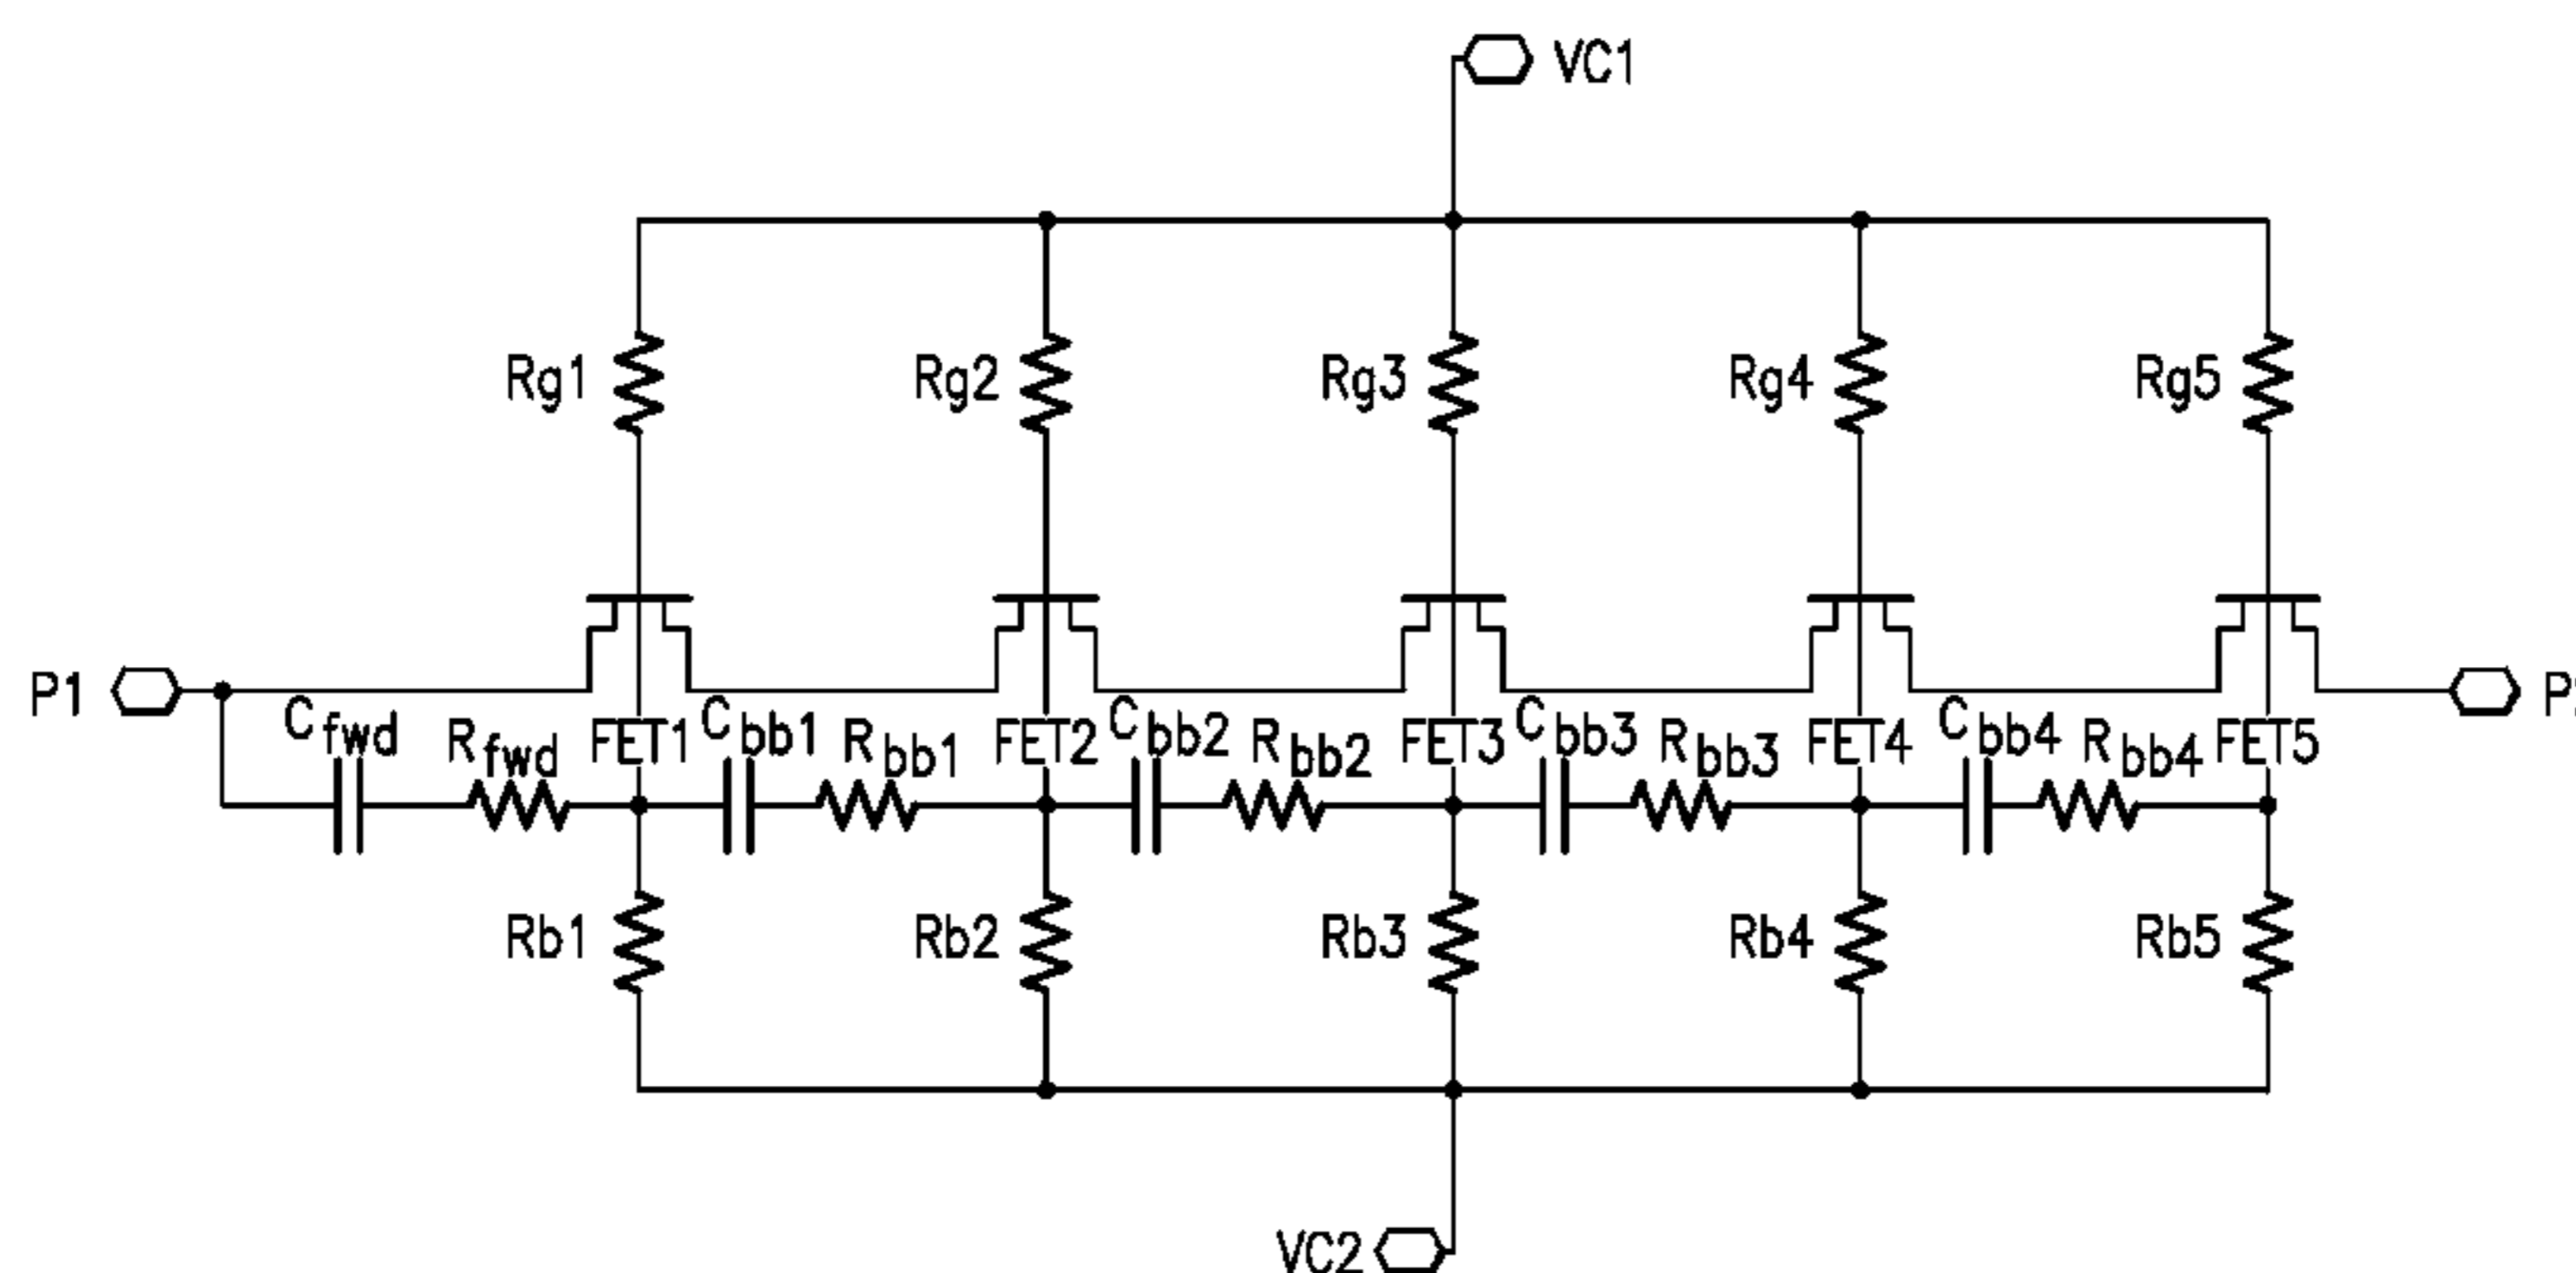 VC1
Rg1 Rg2 Rg3 Rg4 Rg5
P1
C fwd R fwd FET1 C bb1 R bb1 FET2 C bb2 R bb2 FET3 C bb3 R bb3 FET4 C bb4 R bb4 FET5
Rb1 Rb2 Rb3 Rb4 Rb5
VC2